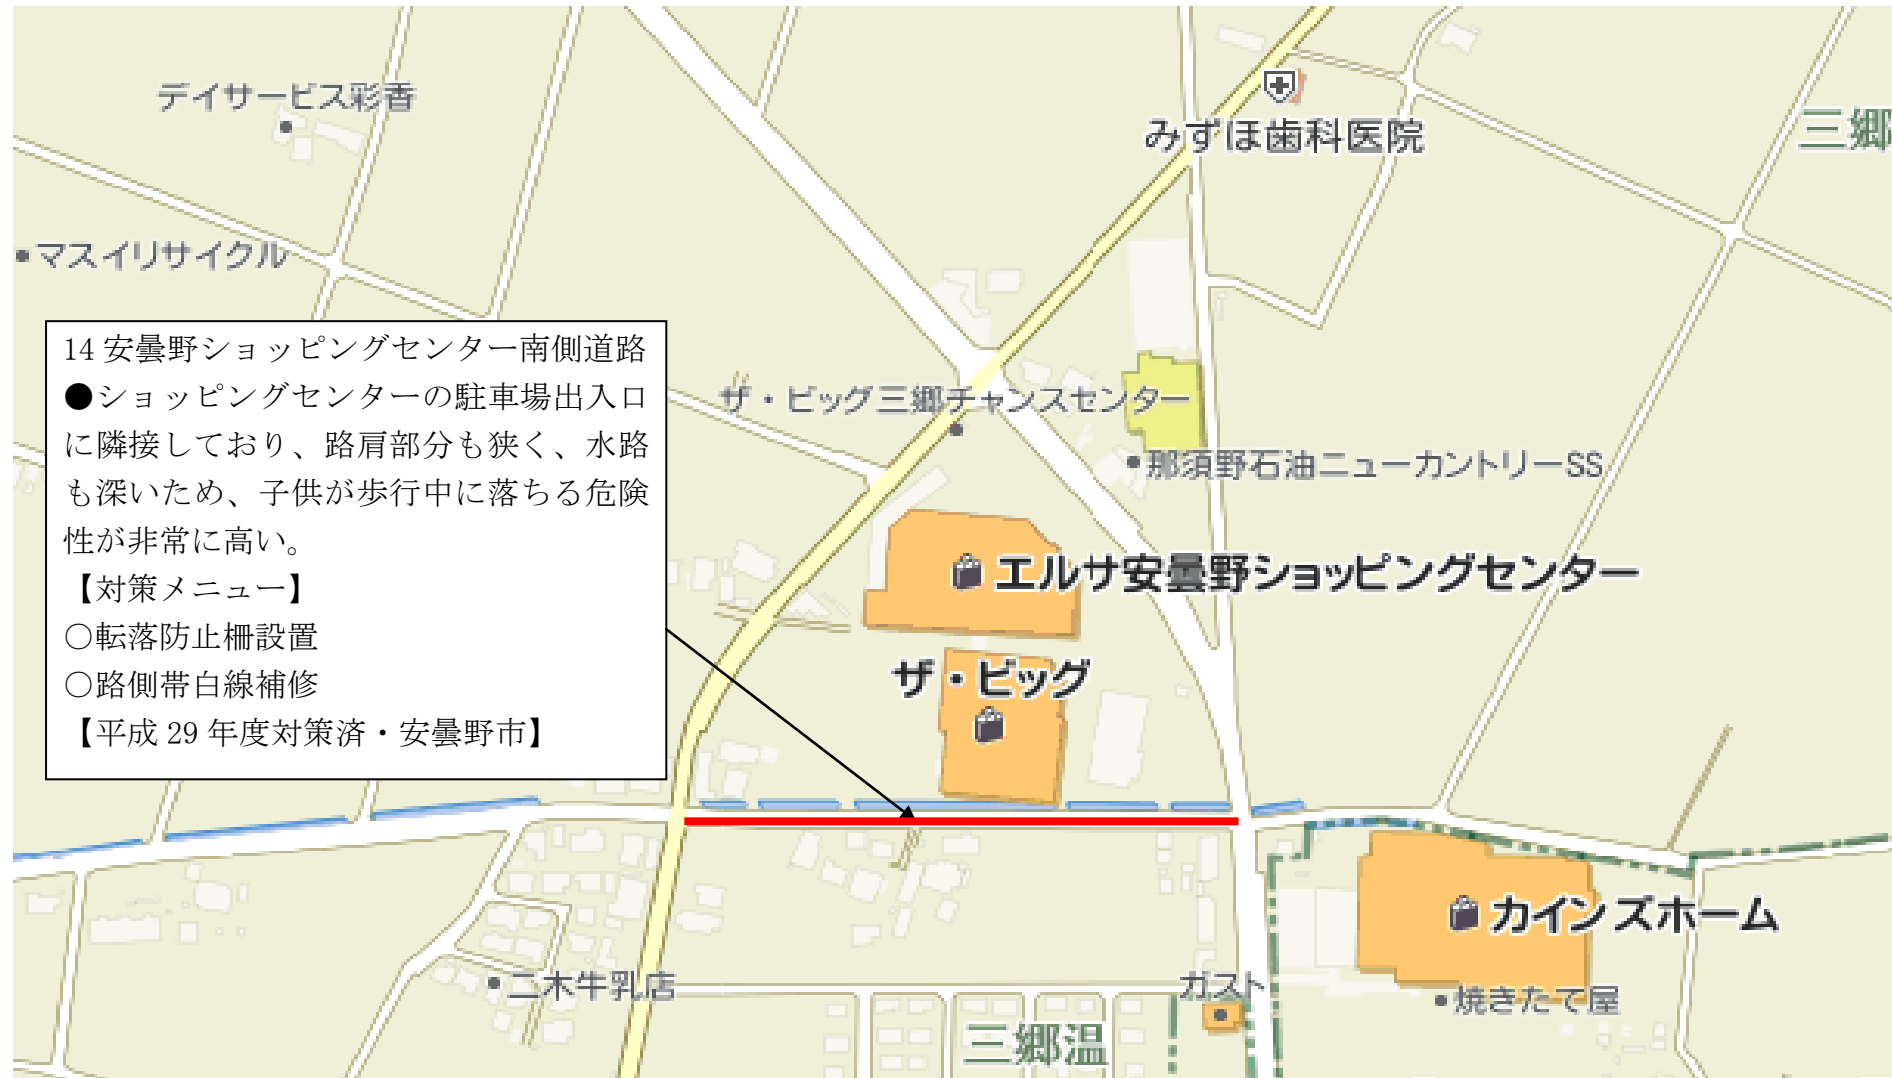 デイサービス彩香
みずほ歯科医院
三郷
マスイリサイクル
14 安曇野ショッピングセンター南側道路
●ショッピングセンターの駐車場出入口
に隣接しており、路肩部分も狭く、水路
も深いため、子供が歩行中に落ちる危険
性が非常に高い。
【対策メニュー】
○転落防止柵設置
○路側帯白線補修
【平成 29 年度対策済・安曇野市】
ザ・ビッグ三郷チャンスセンター
那須野石油ニューカントリーSS
エルサ安曇野ショッピングセンター
ザ・ビッグ
カインズホーム
二木牛乳店
ガスト
焼きたて屋
三郷温